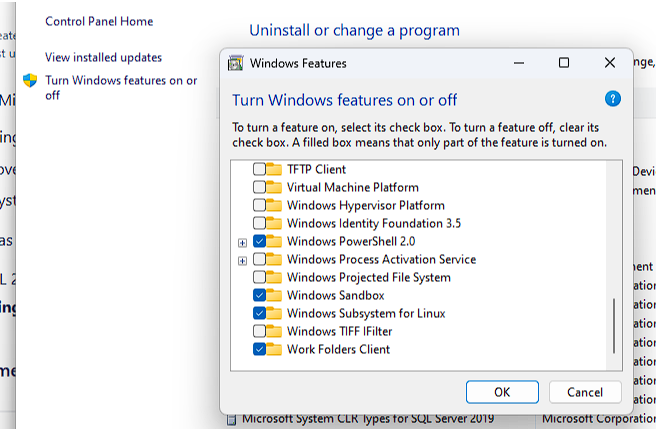 Control Panel Home
View installed updates
Turn Windows features on or
off
Uninstall or change a program
Windows Features
Turn Windows features on or off
To turn a feature on, select its check box. To turn a feature off, clear its
check box. A filled box means that only part of the feature is turned on.
TFTP Client
Virtual Machine Platform
Windows Hypervisor Platform
Windows Identity Foundation 3.5
Windows PowerShell 2.0
Windows Process Activation Service
Windows Projected File System
Windows Sandbox
Windows Subsystem for Linux
Windows TIFF IFilter
Work Folders Client
OK
Cancel
Microsoft System CLR Types for SQL Server 2019
Microsoft Corporation